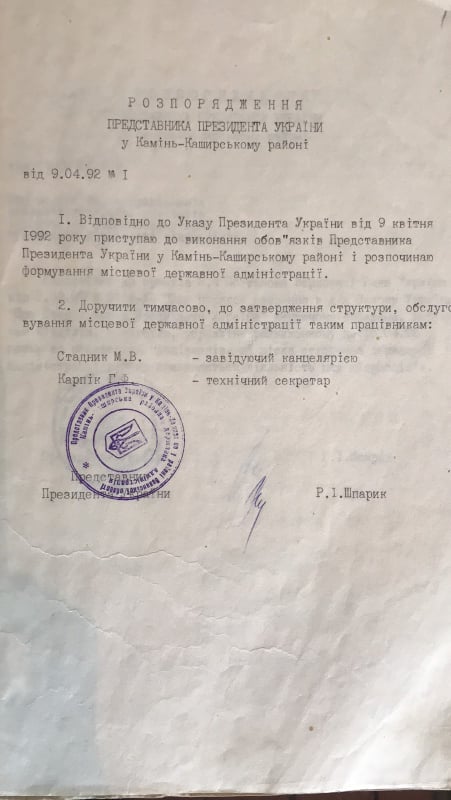 Р О З П О Р Я Д Ж Е Н Н Я
ПРЕДСТАВНИКА ПРЕЗИДЕНТА УКРАЇНИ
у Камінь-Каширському районі
від 9.04.92 № I
I. Відповідно до Указу Президента України від 9 квітня
1992 року приступаю до виконання обов"язків Представника
Президента України у Камінь-Каширському районі і розпочинаю
формування місцевої державної адміністрації.
2. Доручити тимчасово, до затвердження структури, обслуго
вування місцевої державної адміністрації таким працівникам:
Стадник М.В. – завідуючий канцелярією
Карпік Г.Ф. – технічний секретар
Представник
Президента України Р.І.Шпарик